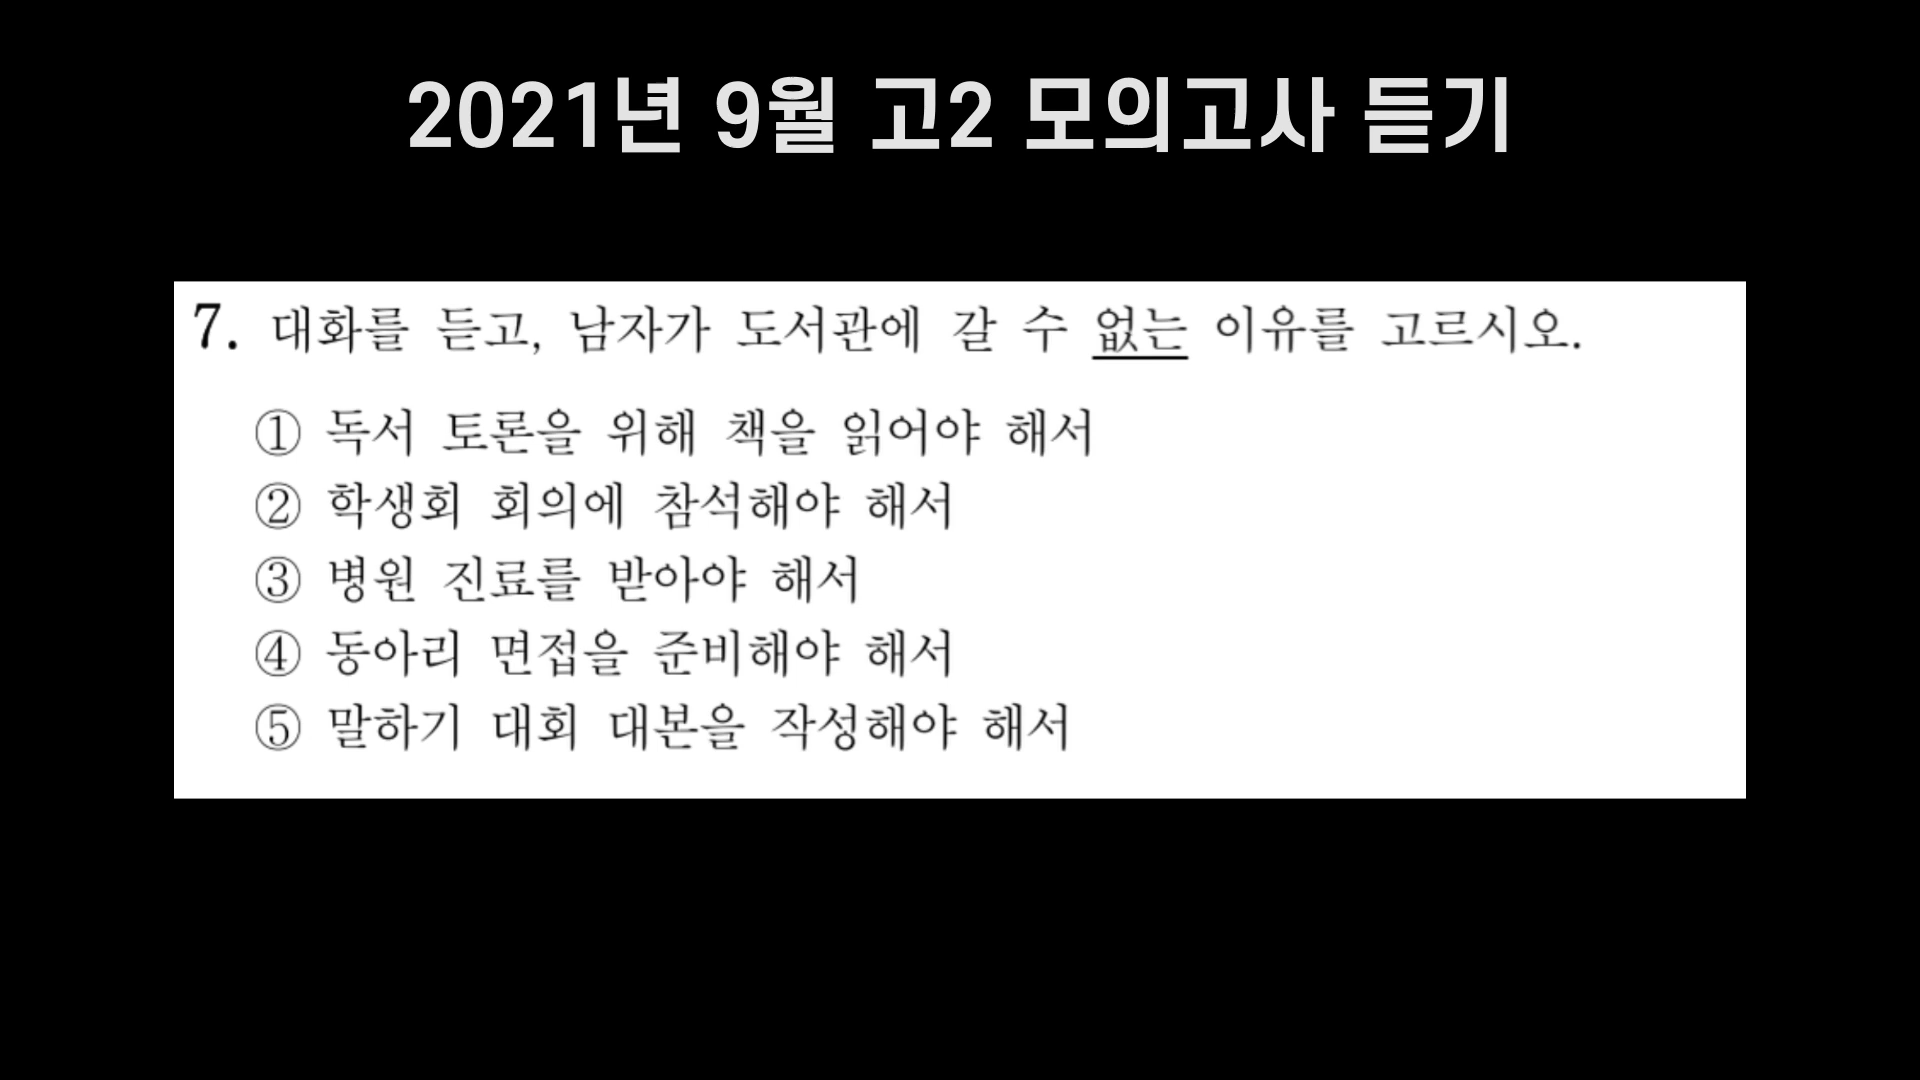 2021년 9월 고2 모의고사 듣기
7. 대화를 듣고, 남자가 도서관에 갈 수 없는 이유를 고르시오.
① 독서 토론을 위해 책을 읽어야 해서
② 학생회 회의에 참석해야 해서
③ 병원 진료를 받아야 해서
④ 동아리 면접을 준비해야 해서
⑤ 말하기 대회 대본을 작성해야 해서